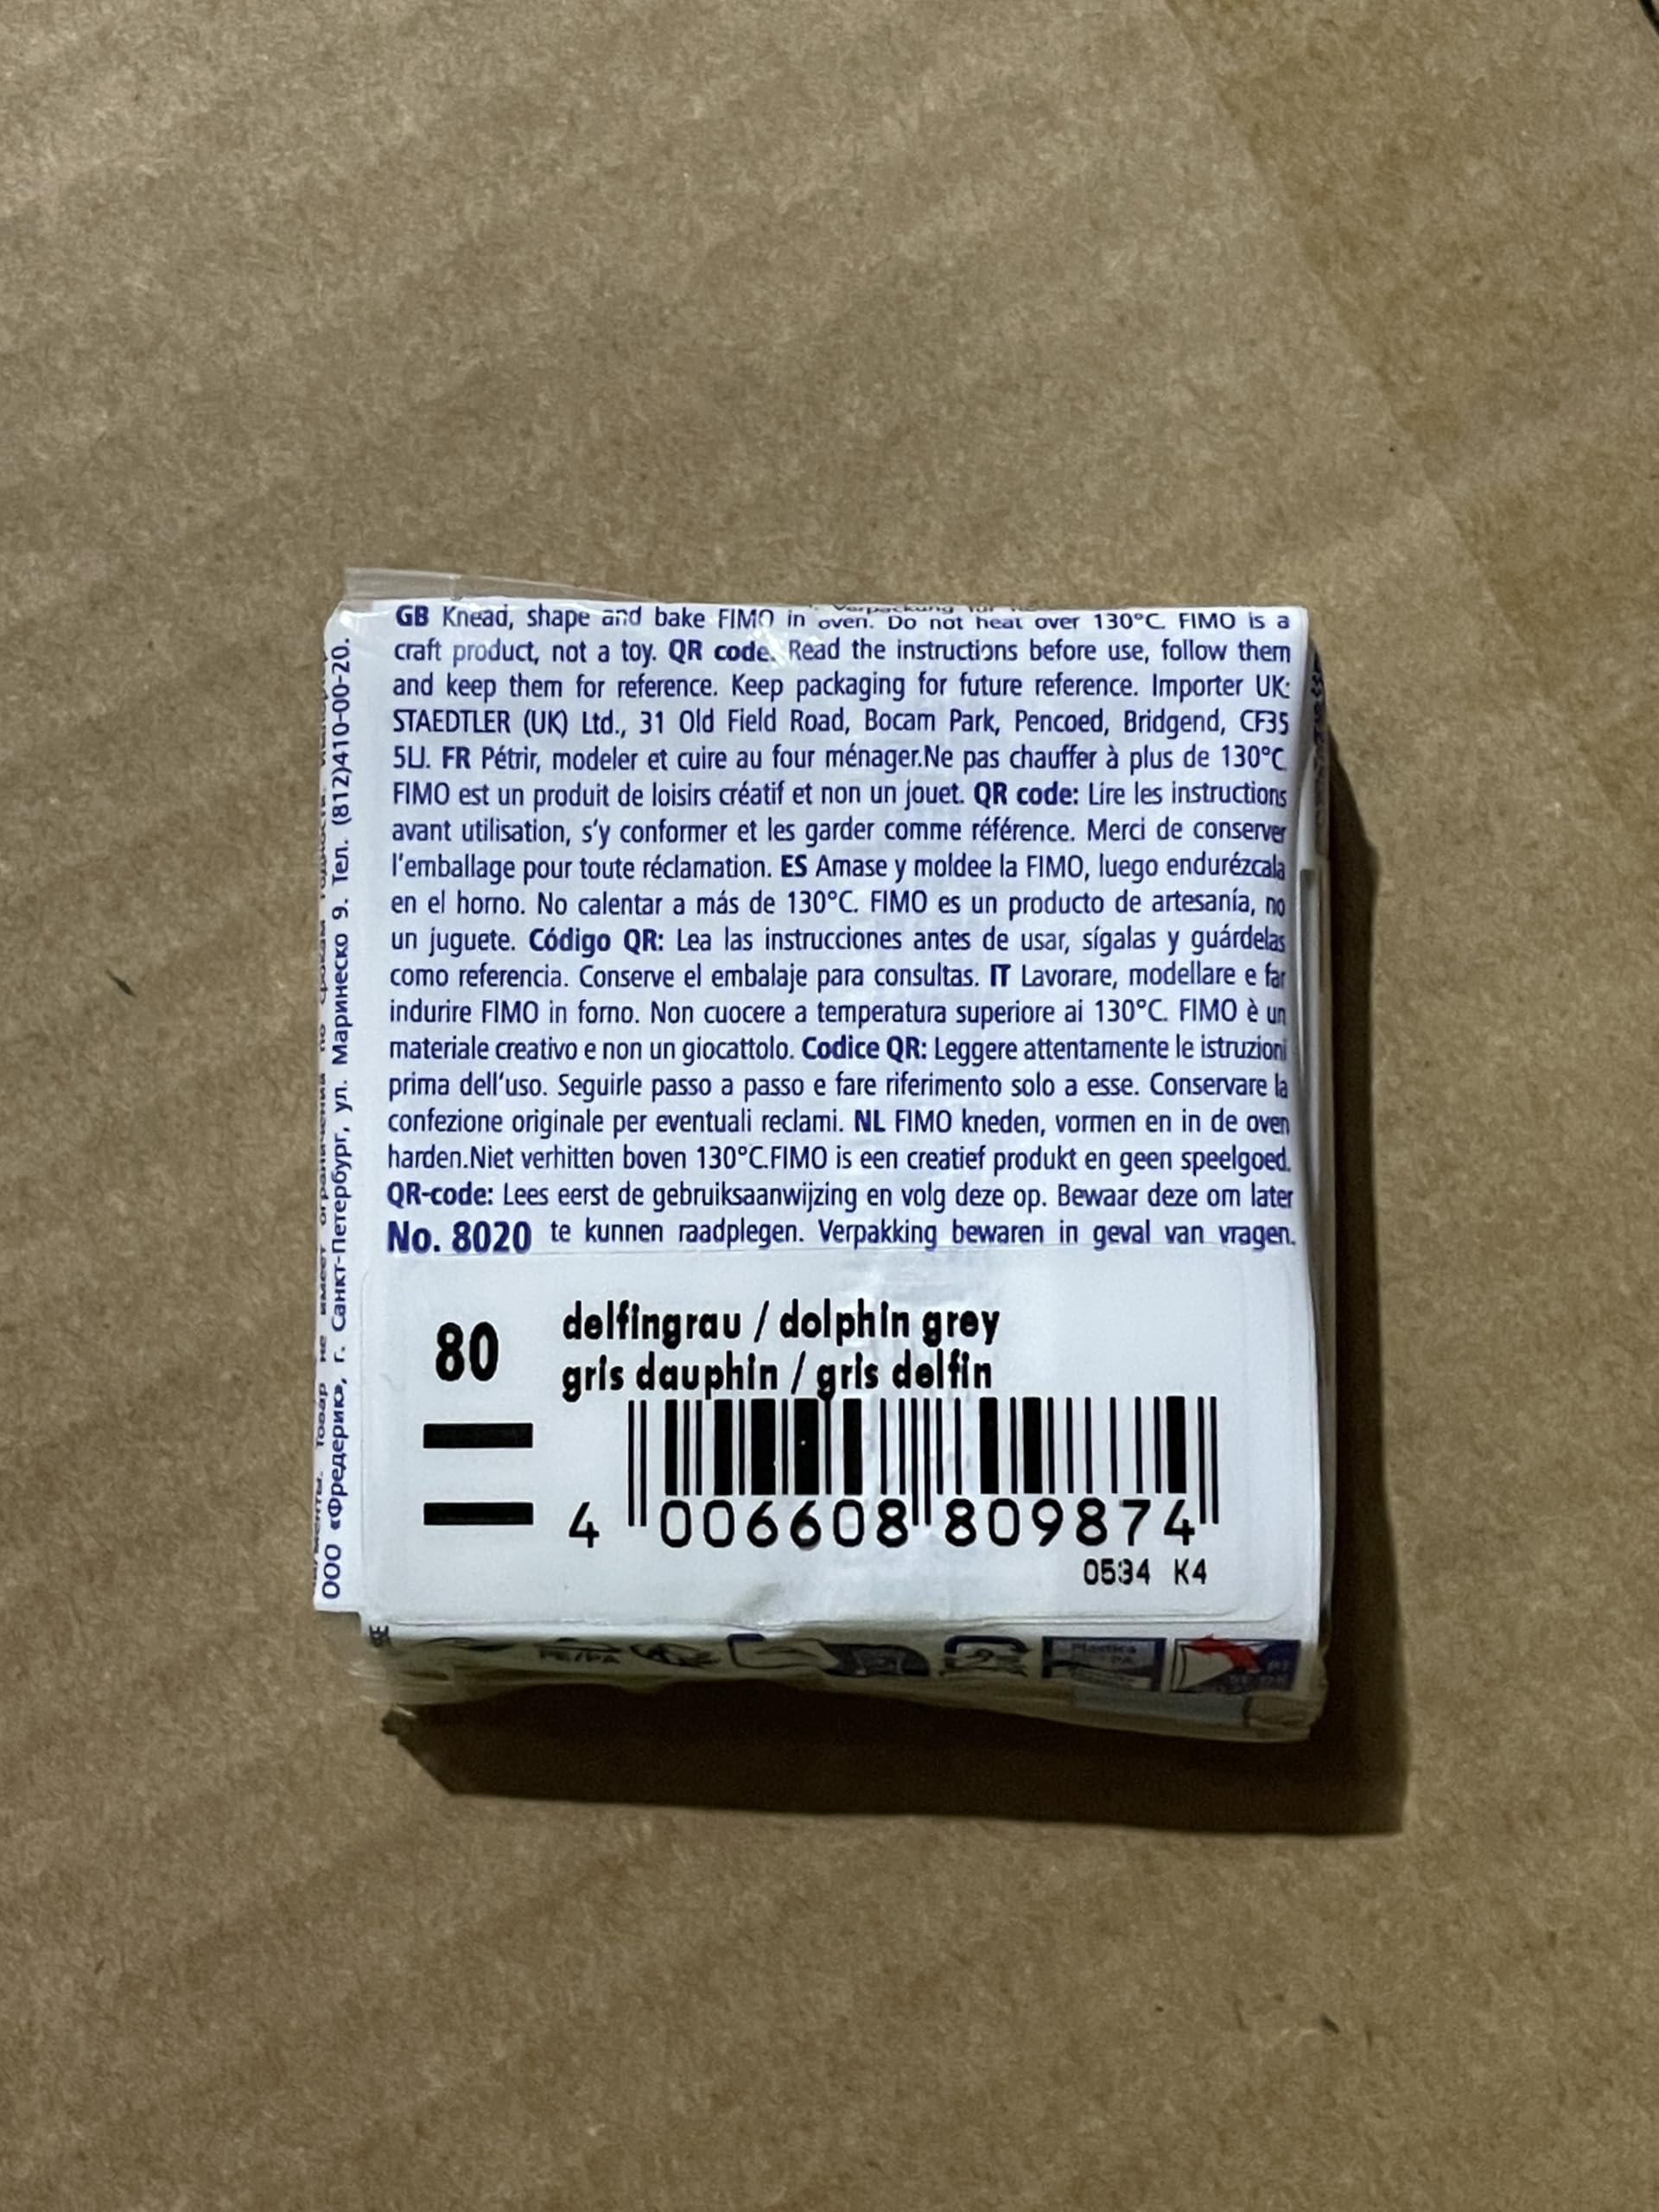 GB Knead, shape and bake FIMO in oven. Do not heat over 130°C. FIMO is a
craft product, not a toy. QR code: Read the instructions before use, follow them
and keep them for reference. Keep packaging for future reference. Importer UK:
STAEDTLER (UK) Ltd., 31 Old Field Road, Bocam Park, Pencoed, Bridgend, CF35
5LJ. FR Pétrir, modeler et cuire au four ménager.Ne pas chauffer à plus de 130°C.
FIMO est un produit de loisirs créatif et non un jouet. QR code: Lire les instructions
avant utilisation, s'y conformer et les garder comme référence. Merci de conserver
l'emballage pour toute réclamation. ES Amase y moldee la FIMO, luego endurézcala
en el horno. No calentar a más de 130°C. FIMO es un producto de artesanía, no
un juguete. Código QR: Lea las instrucciones antes de usar, sígalas y guárdelas
como referencia. Conserve el embalaje para consultas. IT Lavorare, modellare e far
indurire FIMO in forno. Non cuocere a temperatura superiore ai 130°C. FIMO è un
materiale creativo e non un giocattolo. Codice QR: Leggere attentamente le istruzioni
prima dell'uso. Seguirle passo a passo e fare riferimento solo a esse. Conservare la
confezione originale per eventuali reclami. NL FIMO kneden, vormen en in de oven
harden.Niet verhitten boven 130°C.FIMO is een creatief produkt en geen speelgoed.
QR-code: Lees eerst de gebruiksaanwijzing en volg deze op. Bewaar deze om later
No. 8020 te kunnen raadplegen. Verpakking bewaren in geval van vragen.
80
delfingrau / dolphin grey
gris dauphin / gris delfin
4 006608 809874
0534 K4
ООО «Фредерик», г. Санкт-Петербург, ул. Маринеско 9. Тел. (812)410-00-20.
Товар не имеет ограничения по срокам
PE/PA